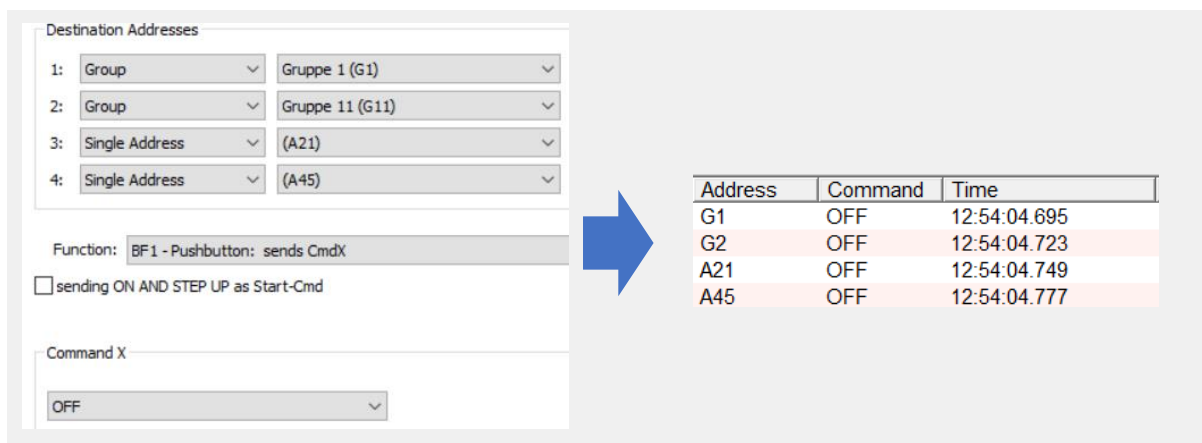 Destination Addresses
1: Group Gruppe 1 (G1)
2: Group Gruppe 11 (G11)
3: Single Address (A21)
4: Single Address (A45)
Function: BF1 - Pushbutton: sends CmdX
sending ON AND STEP UP as Start-Cmd
Command X
OFF
Address Command Time
G1 OFF 12:54:04.695
G2 OFF 12:54:04.723
A21 OFF 12:54:04.749
A45 OFF 12:54:04.777